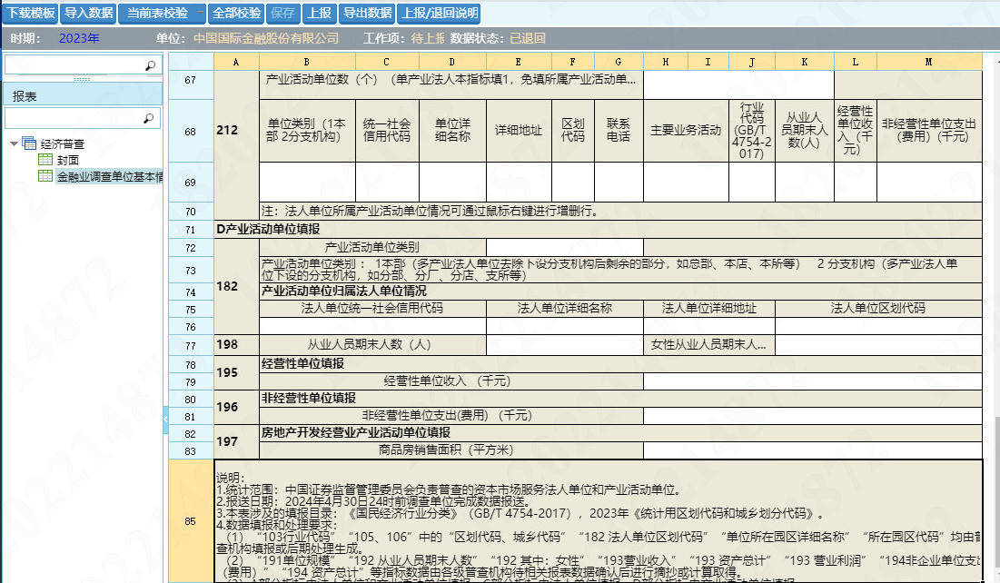 下载模板 导入数据 当前表校验 全部校验 保存 上报 导出数据 上报/退回说明
时期： 2023年 单位：中国国际金融股份有限公司 工作项：待上报 数据状态：已退回
报表
经济普查
封面
金融业调查单位基本情
A B C D E F G H I J K L M
67 产业活动单位数（个）（单产业法人本指标填1，免填所属产业活动单...
68 212 单位类别（1本部 2分支机构） 统一社会信用代码 单位详细名称 详细地址 区划代码 联系电话 主要业务活动 行业代码(GB/T 4754-2017) 从业人员期末人数(人) 经营性单位收入（千元） 非经营性单位支出（费用）(千元)
69
70 注：法人单位所属产业活动单位情况可通过鼠标右键进行增删行。
71 D产业活动单位填报
72 产业活动单位类别
73 产业活动单位类别： 1本部（多产业法人单位去除下设分支机构后剩余的部分，如总部、本店、本所等） 2 分支机构（多产业法人单
位下设的分支机构，如分部、分厂、分店、支所等）
182
74 产业活动单位归属法人单位情况
75 法人单位统一社会信用代码 法人单位详细名称 法人单位详细地址 法人单位区划代码
76
77 198 从业人员期末人数（人） 女性从业人员期末人...
78 195 经营性单位填报
79 经营性单位收入 （千元）
80 196 非经营性单位填报
81 非经营性单位支出(费用) （千元）
82 197 房地产开发经营业产业活动单位填报
83 商品房销售面积（平方米）
85 说明：
1.统计范围：中国证券监督管理委员会负责普查的资本市场服务法人单位和产业活动单位。
2.报送日期：2024年4月30日24时前调查单位完成数据报送。
3.本表涉及的填报目录：《国民经济行业分类》（GB/T 4754-2017），2023年《统计用区划代码和城乡划分代码》。
4.数据填报和处理要求：
（1）“103行业代码”“105、106”中的“区划代码、城乡代码”“182 法人单位区划代码”“单位所在园区详细名称”“所在园区代码”均由普
查机构填报或后期处理生成。
（2）“191单位规模”“192 从业人员期末人数”“192 其中：女性”“193营业收入”“193 资产总计”“193 营业利润”“194非企业单位支出
（费用）”“194 资产总计”等指标数据由各级普查机构待相关报表数据确认后进行摘抄或计算取得。